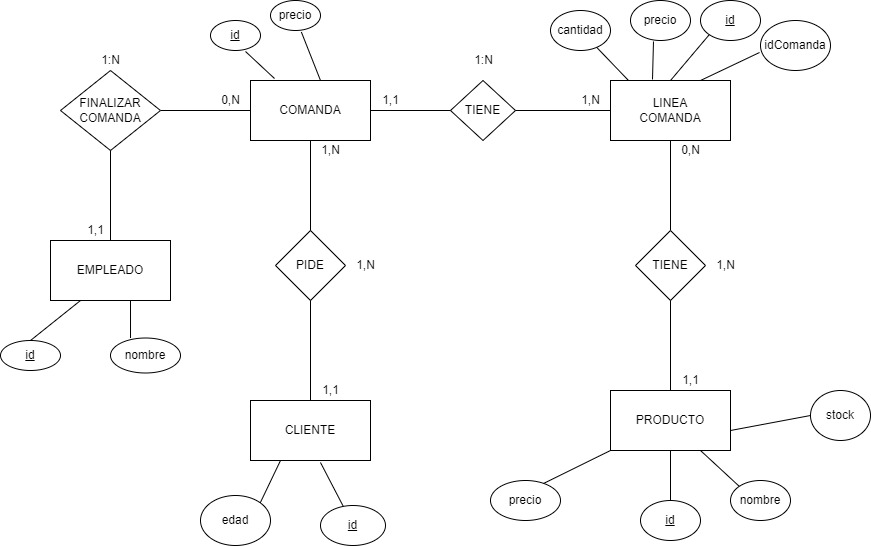 precio
id
cantidad
precio
id
idComanda
1:N
1:N
FINALIZAR
COMANDA
0,N
COMANDA
1,1
TIENE
1,N
LINEA
COMANDA
1,N
0,N
1,1
EMPLEADO
PIDE
1,N
TIENE
1,N
id
nombre
1,1
1,1
CLIENTE
PRODUCTO
stock
edad
id
precio
id
nombre